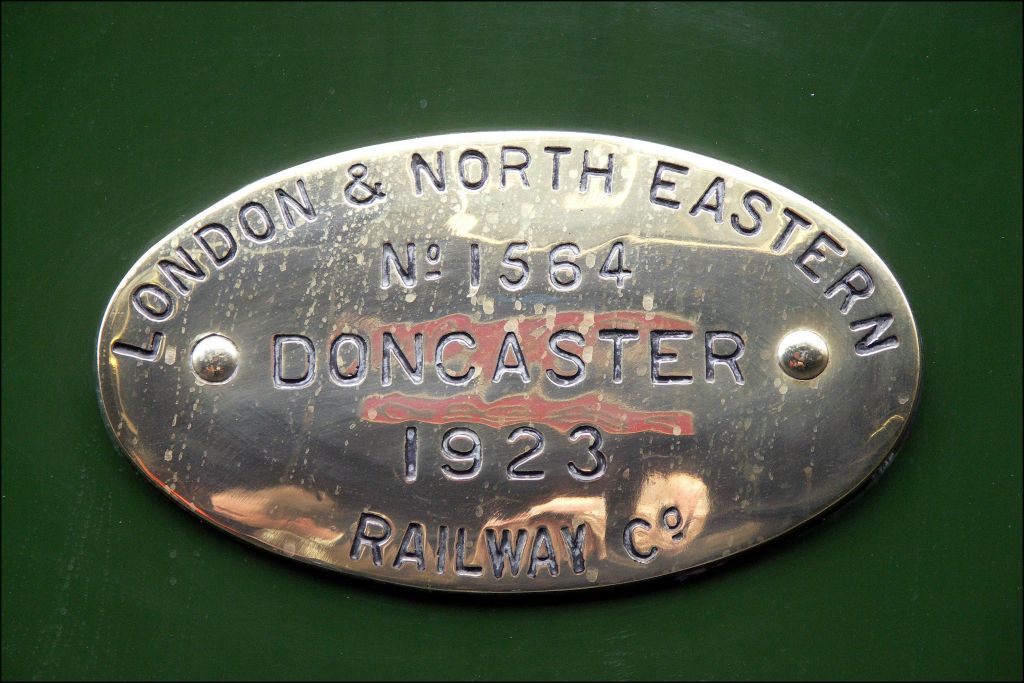 LONDON & NORTH EASTERN
Nº 1564
DONCASTER
1923
RAILWAY Cº